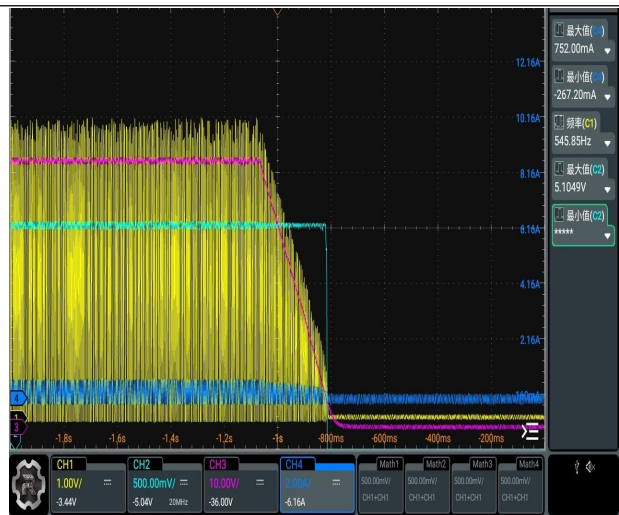 最大值(C4)
752.00mA
最小值(C4)
-267.20mA
频率(C1)
545.85Hz
最大值(C2)
5.1049V
最小值(C2)
*****
12.16A
10.16A
8.16A
6.16A
4.16A
2.16A
160mA
4
1
3
-1.8s
-1.6s
-1.4s
-1.2s
-1s
-800ms
-600ms
-400ms
-200ms
CH1
1.00V/
-3.44V
CH2
500.00mV/
-5.04V 20MHz
CH3
10.00V/
-36.00V
CH4
2.00A/
-6.16A
Math1
500.00mV/
CH1+CH1
Math2
500.00mV/
CH1+CH1
Math3
500.00mV/
CH1+CH1
Math4
500.00mV/
CH1+CH1